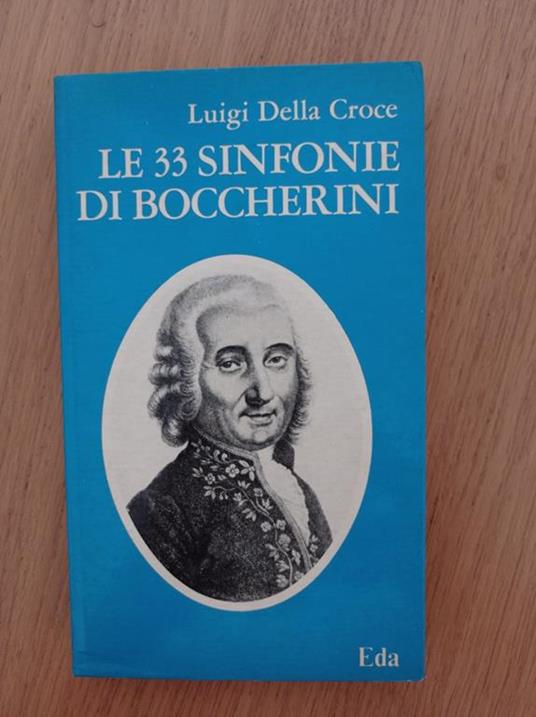 Luigi Della Croce
LE 33 SINFONIE
DI BOCCHERINI
Eda